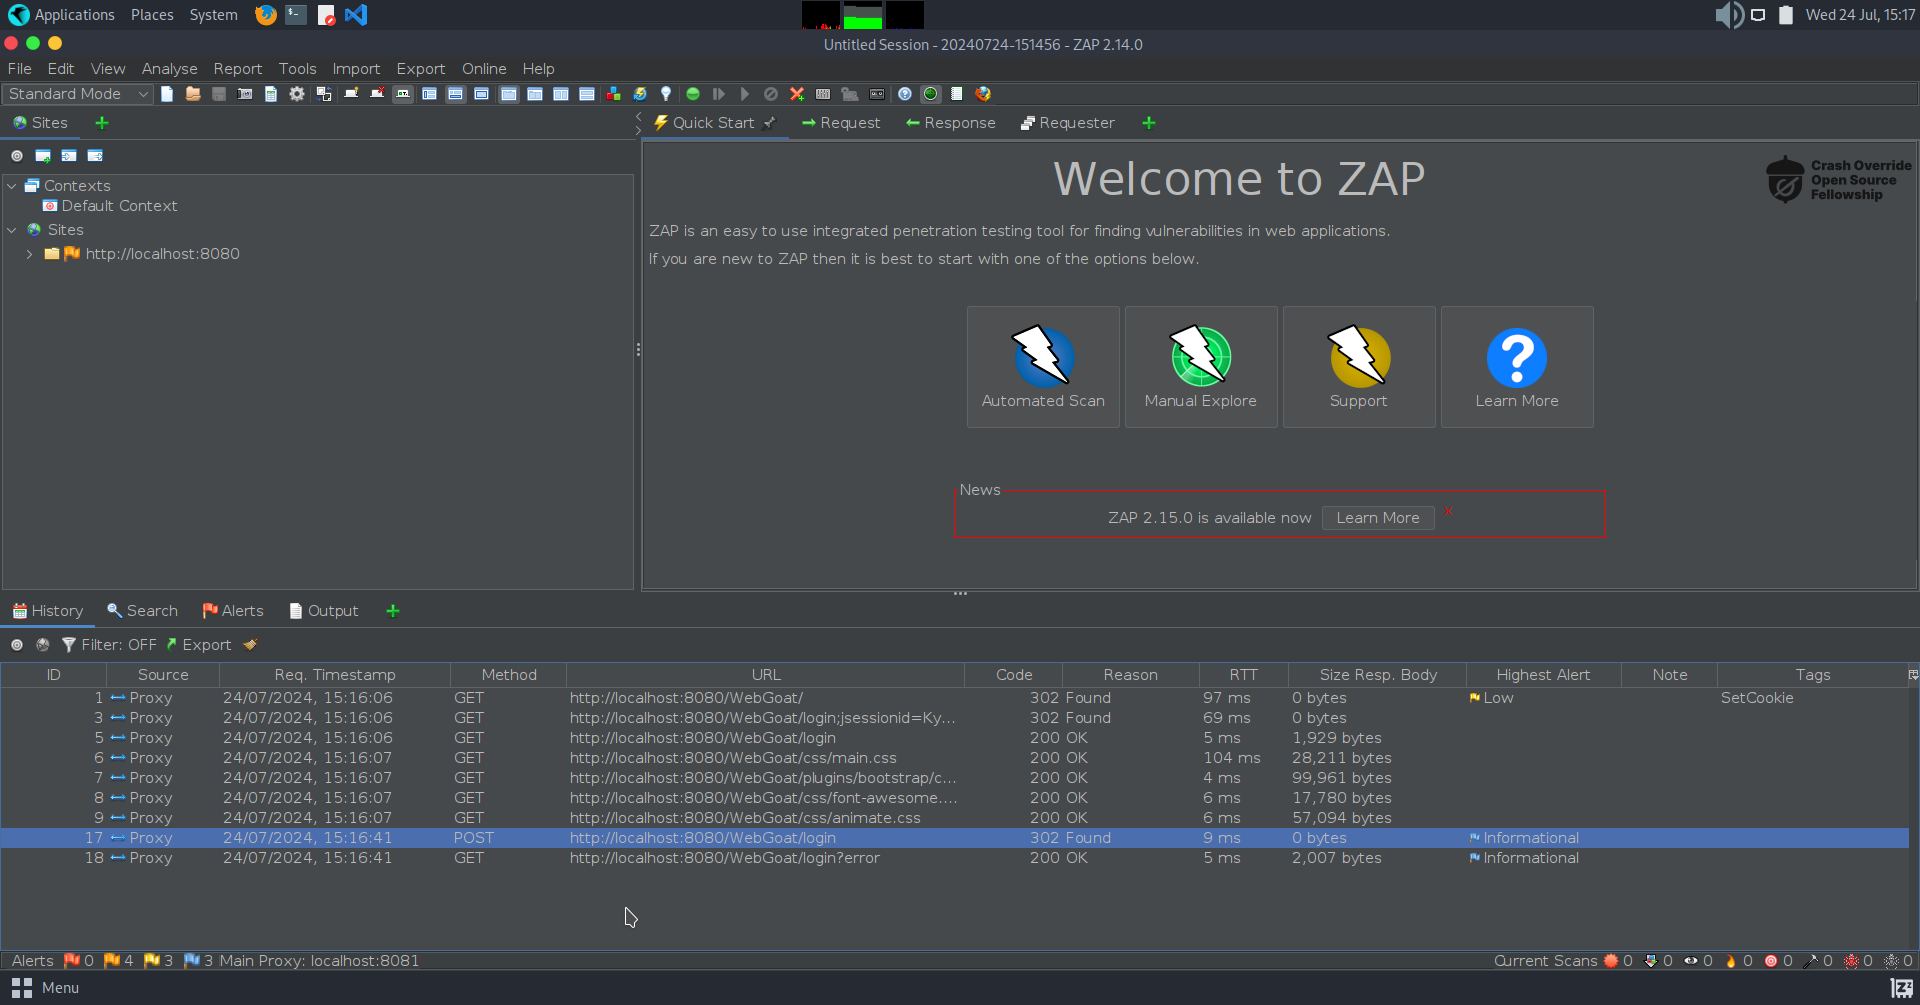 Applications Places System
Wed 24 Jul, 15:17
Untitled Session - 20240724-151456 - ZAP 2.14.0
File Edit View Analyse Report Tools Import Export Online Help
Standard Mode
Sites
Quick Start Request Response Requester
Contexts
Default Context
Sites
http://localhost:8080
Welcome to ZAP
Crash Override
Open Source
Fellowship
ZAP is an easy to use integrated penetration testing tool for finding vulnerabilities in web applications.
If you are new to ZAP then it is best to start with one of the options below.
Automated Scan Manual Explore Support Learn More
News
ZAP 2.15.0 is available now Learn More X
History Search Alerts Output
Filter: OFF Export
ID Source Req. Timestamp Method URL Code Reason RTT Size Resp. Body Highest Alert Note Tags
1 Proxy 24/07/2024, 15:16:06 GET http://localhost:8080/WebGoat/ 302 Found 97 ms 0 bytes Low SetCookie
3 Proxy 24/07/2024, 15:16:06 GET http://localhost:8080/WebGoat/login;jsessionid=Ky... 302 Found 69 ms 0 bytes
5 Proxy 24/07/2024, 15:16:06 GET http://localhost:8080/WebGoat/login 200 OK 5 ms 1,929 bytes
6 Proxy 24/07/2024, 15:16:07 GET http://localhost:8080/WebGoat/css/main.css 200 OK 104 ms 28,211 bytes
7 Proxy 24/07/2024, 15:16:07 GET http://localhost:8080/WebGoat/plugins/bootstrap/c... 200 OK 4 ms 99,961 bytes
8 Proxy 24/07/2024, 15:16:07 GET http://localhost:8080/WebGoat/css/font-awesome.... 200 OK 6 ms 17,780 bytes
9 Proxy 24/07/2024, 15:16:07 GET http://localhost:8080/WebGoat/css/animate.css 200 OK 6 ms 57,094 bytes
17 Proxy 24/07/2024, 15:16:41 POST http://localhost:8080/WebGoat/login 302 Found 9 ms 0 bytes Informational
18 Proxy 24/07/2024, 15:16:41 GET http://localhost:8080/WebGoat/login?error 200 OK 5 ms 2,007 bytes Informational
Alerts 0 4 3 3 Main Proxy: localhost:8081
Current Scans 0 0 0 0 0 0 0 0
Menu